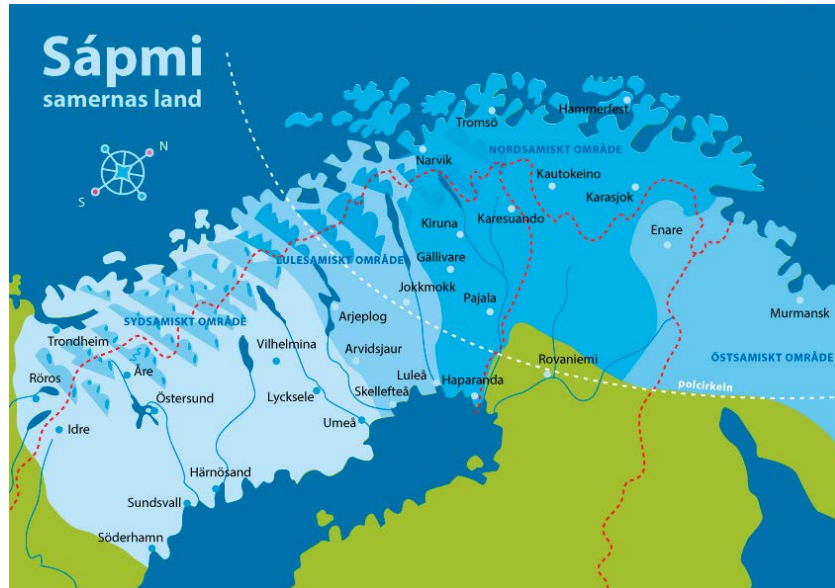 Sápmi
samernas land
N
S
Hammerfest
Tromsö
Narvik
NORDSAMISKT OMRÅDE
Kautokeino
Karasjok
Kiruna
Karesuando
Enare
Gällivare
LULESAMISKT OMRÅDE
Jokkmokk
Pajala
Murmansk
Arjeplog
SYDSAMISKT OMRÅDE
Trondheim
Vilhelmina
Arvidsjaur
Rovaniemi
ÖSTSAMISKT OMRÅDE
Åre
Röros
Luleå
Haparanda
polcirkeln
Östersund
Lycksele
Skellefteå
Umeå
Idre
Härnösand
Sundsvall
Söderhamn